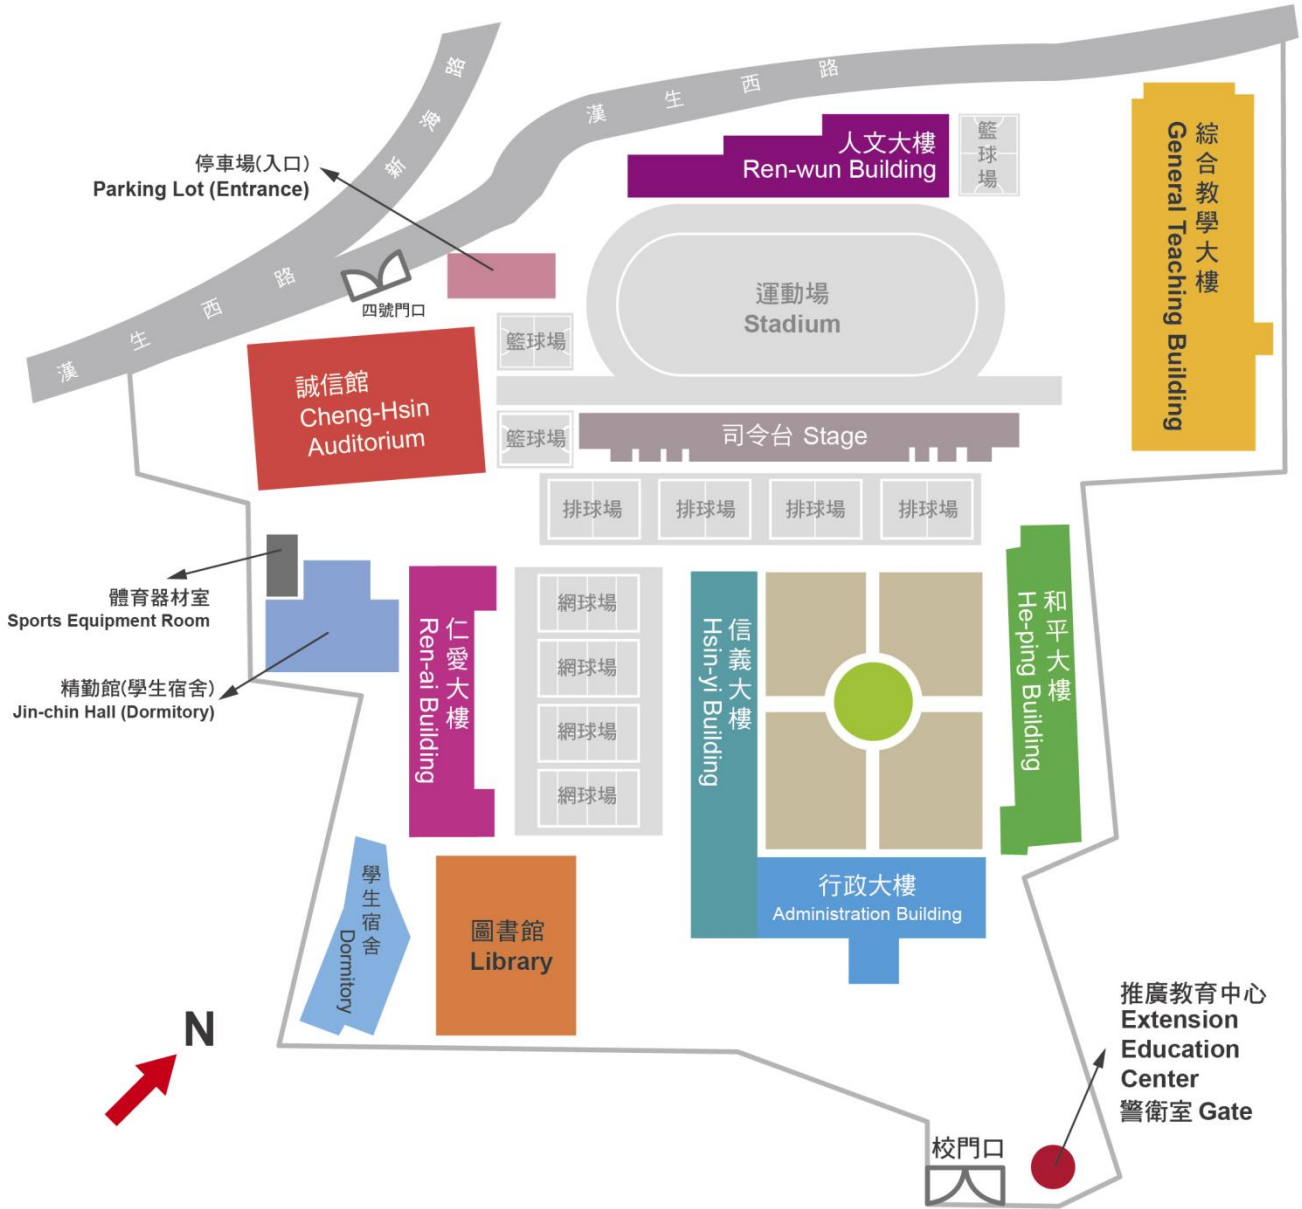 新海路
漢生西路
漢生西路
停車場(入口)
Parking Lot (Entrance)
四號門口
人文大樓
Ren-wun Building
籃球場
綜合教學大樓
General Teaching Building
運動場
Stadium
籃球場
誠信館
Cheng-Hsin
Auditorium
籃球場
司令台 Stage
排球場
排球場
排球場
排球場
體育器材室
Sports Equipment Room
精勤館(學生宿舍)
Jin-chin Hall (Dormitory)
仁愛大樓
Ren-ai Building
網球場
網球場
網球場
網球場
信義大樓
Hsin-yi Building
和平大樓
He-ping Building
學生宿舍
Dormitory
圖書館
Library
行政大樓
Administration Building
N
推廣教育中心
Extension
Education
Center
警衛室 Gate
校門口